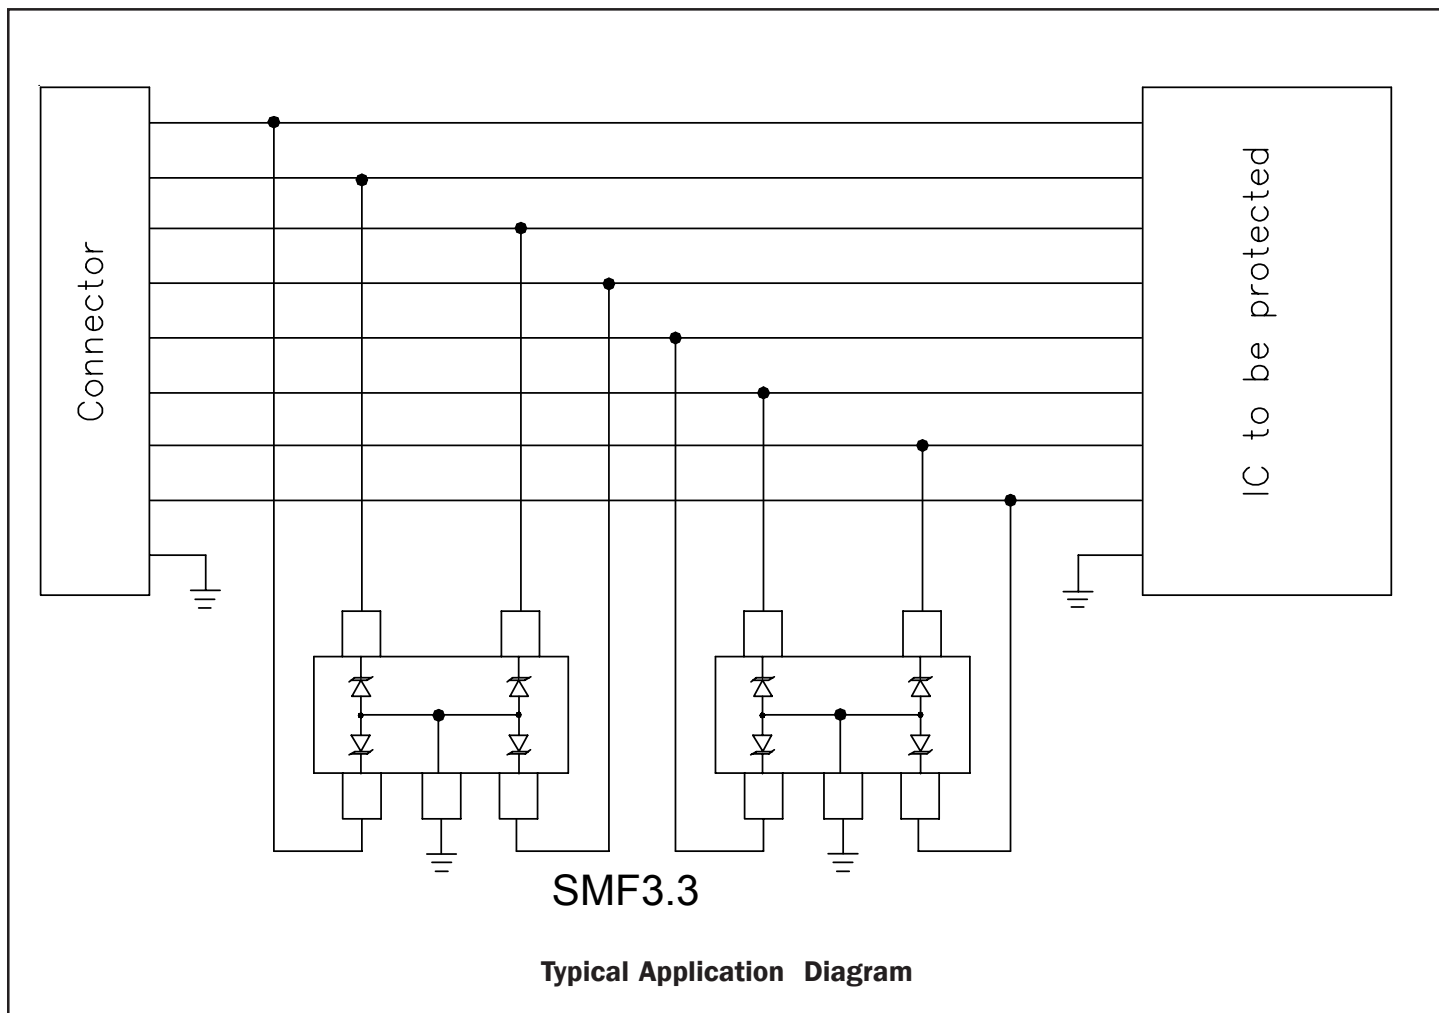 Connector
IC to be protected
SMF3.3
Typical Application Diagram